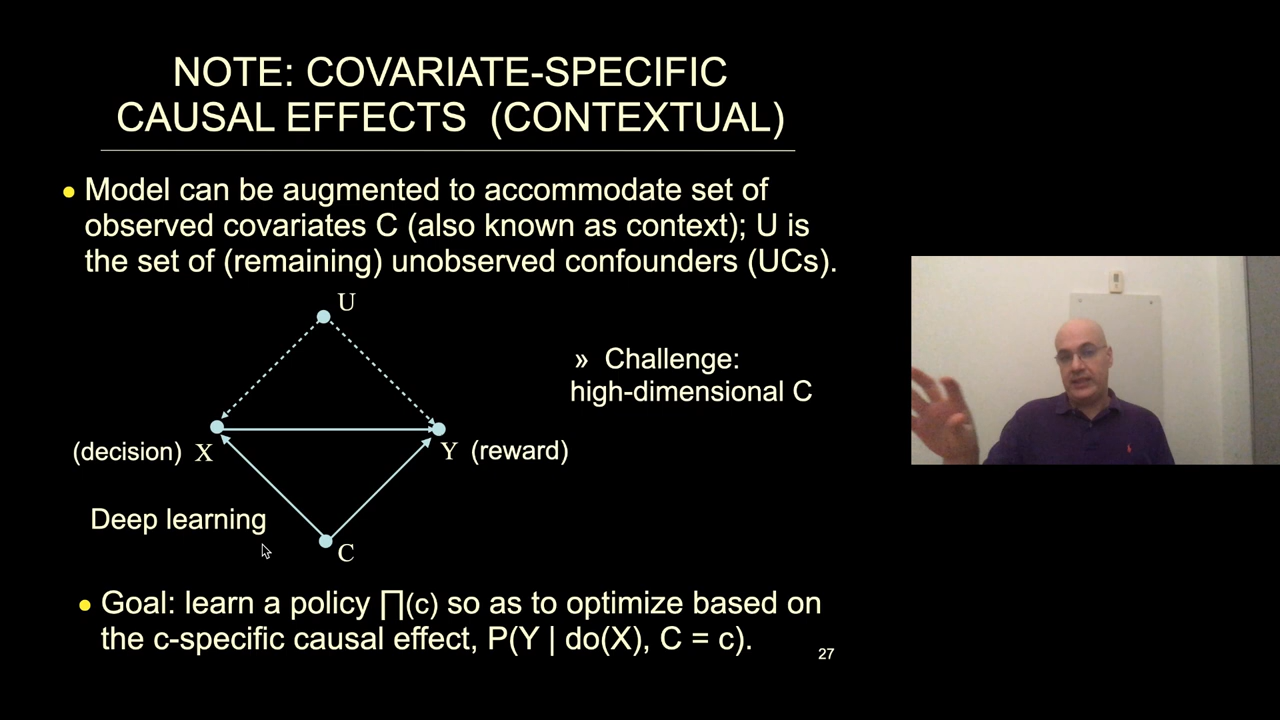 NOTE: COVARIATE-SPECIFIC
CAUSAL EFFECTS (CONTEXTUAL)
• Model can be augmented to accommodate set of
observed covariates C (also known as context); U is
the set of (remaining) unobserved confounders (UCs).
U
» Challenge:
high-dimensional C
(decision) X
Y (reward)
Deep learning
C
• Goal: learn a policy ∏(c) so as to optimize based on
the c-specific causal effect, P(Y | do(X), C = c).
27